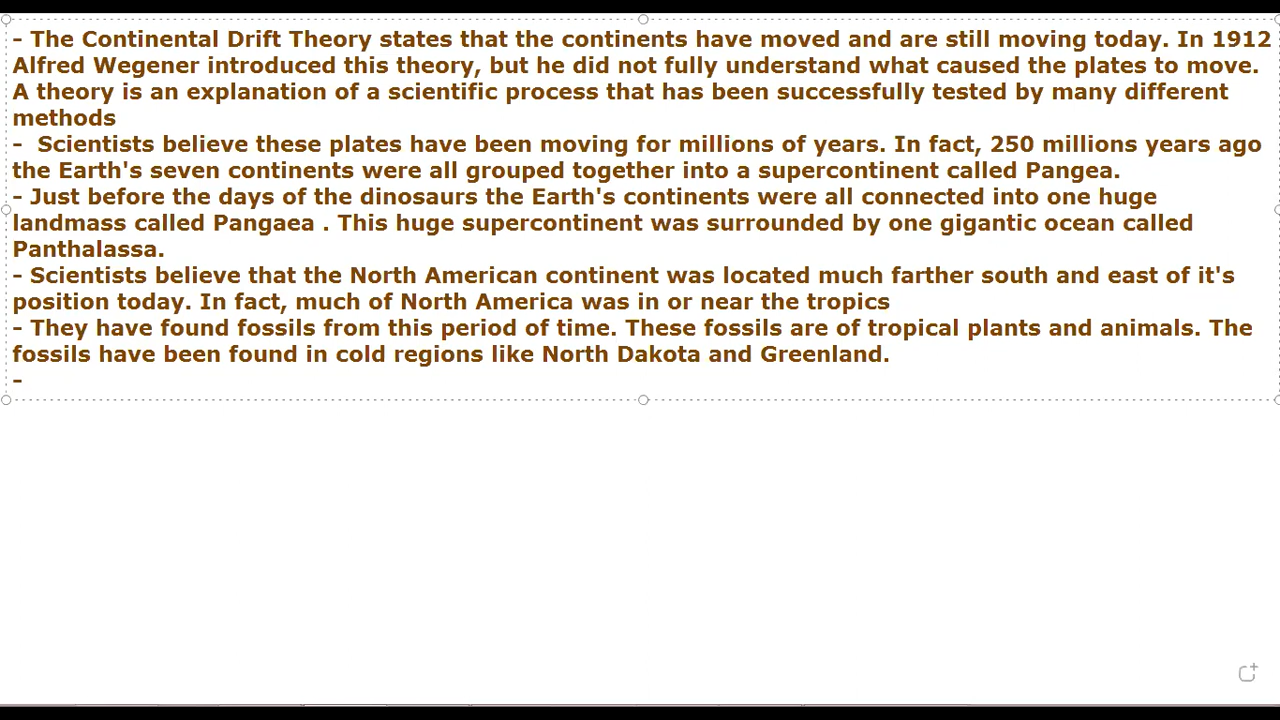 - The Continental Drift Theory states that the continents have moved and are still moving today. In 1912
Alfred Wegener introduced this theory, but he did not fully understand what caused the plates to move.
A theory is an explanation of a scientific process that has been successfully tested by many different
methods
-  Scientists believe these plates have been moving for millions of years. In fact, 250 millions years ago
the Earth's seven continents were all grouped together into a supercontinent called Pangea.
- Just before the days of the dinosaurs the Earth's continents were all connected into one huge
landmass called Pangaea . This huge supercontinent was surrounded by one gigantic ocean called
Panthalassa.
- Scientists believe that the North American continent was located much farther south and east of it's
position today. In fact, much of North America was in or near the tropics
- They have found fossils from this period of time. These fossils are of tropical plants and animals. The
fossils have been found in cold regions like North Dakota and Greenland.
-